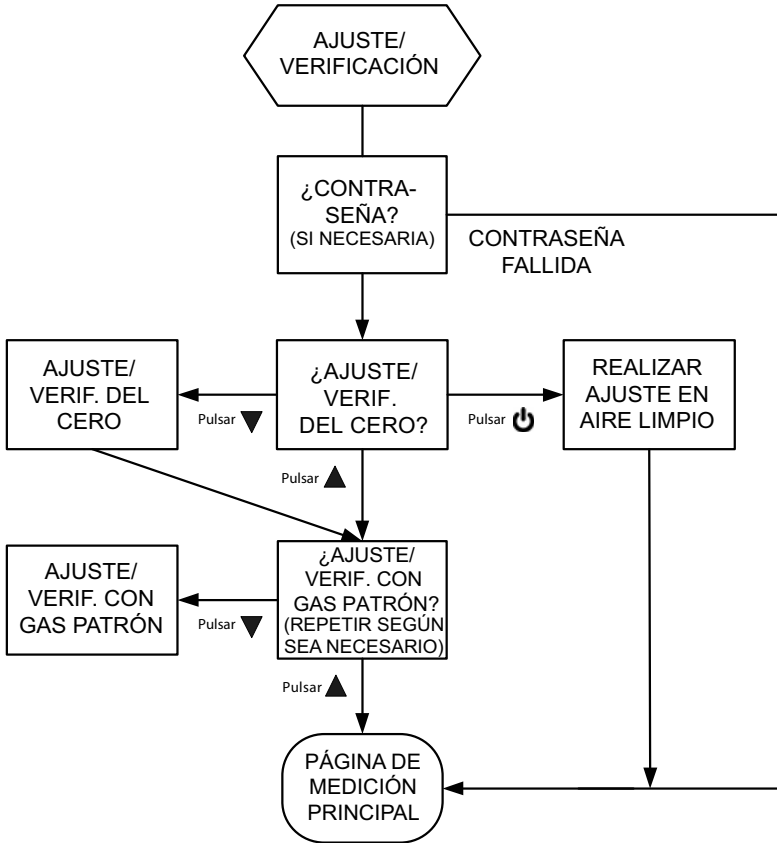 AJUSTE/
VERIFICACIÓN
¿CONTRA-
SEÑA?
(SI NECESARIA)
CONTRASEÑA
FALLIDA
AJUSTE/
VERIF. DEL
CERO
Pulsar
¿AJUSTE/
VERIF.
DEL CERO?
Pulsar
REALIZAR
AJUSTE EN
AIRE LIMPIO
Pulsar
AJUSTE/
VERIF. CON
GAS PATRÓN
Pulsar
¿AJUSTE/
VERIF. CON
GAS PATRÓN?
(REPETIR SEGÚN
SEA NECESARIO)
Pulsar
PÁGINA DE
MEDICIÓN
PRINCIPAL